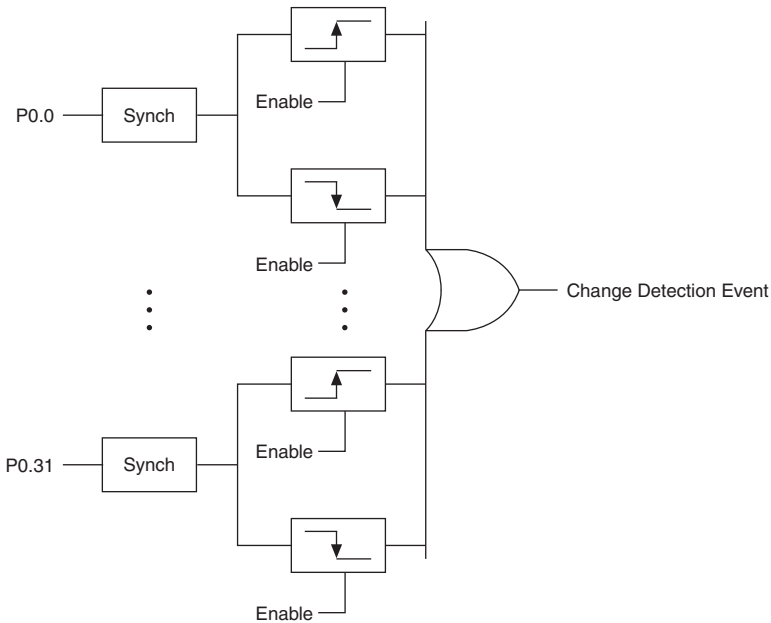 Enable
P0.0
Synch
Enable
Change Detection Event
Enable
P0.31
Synch
Enable